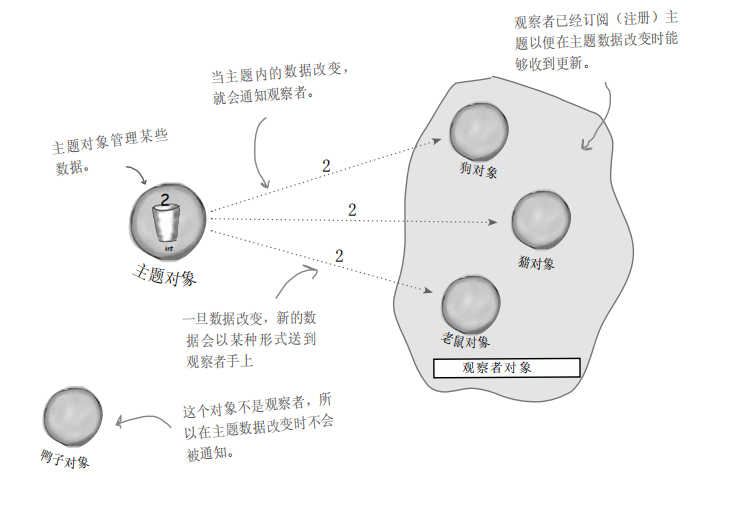 观察者已经订阅（注册）主
题以便在主题数据改变时能
够收到更新。
当主题内的数据改变，
就会通知观察者。
主题对象管理某些
数据。
2
int
主题对象
2
2
2
狗对象
猫对象
老鼠对象
观察者对象
一旦数据改变，新的数
据会以某种形式送到
观察者手上
这个对象不是观察者，所
以在主题数据改变时不会
被通知。
鸭子对象